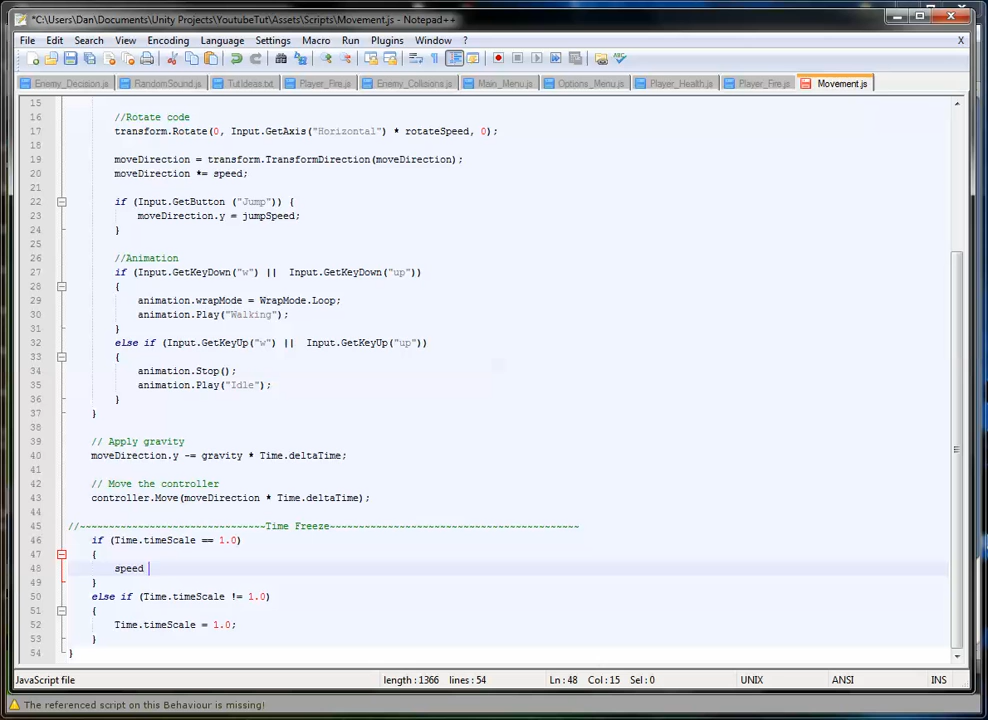 *C:\Users\Dan\Documents\Unity Projects\YoutubeTut\Assets\Scripts\Movement.js - Notepad++
File Edit Search View Encoding Language Settings Macro Run Plugins Window ? X
Enemy_Decision.js RandomSound.js TutIdeas.txt Player_Fire.js Enemy_Collisions.js Main_Menu.js Options_Menu.js Player_Health.js Player_Fire.js Movement.js
15
16 //Rotate code
17 transform.Rotate(0, Input.GetAxis("Horizontal") * rotateSpeed, 0);
18
19 moveDirection = transform.TransformDirection(moveDirection);
20 moveDirection *= speed;
21
22 if (Input.GetButton ("Jump")) {
23 moveDirection.y = jumpSpeed;
24 }
25
26 //Animation
27 if (Input.GetKeyDown("w") || Input.GetKeyDown("up"))
28 {
29 animation.wrapMode = WrapMode.Loop;
30 animation.Play("Walking");
31 }
32 else if (Input.GetKeyUp("w") || Input.GetKeyUp("up"))
33 {
34 animation.Stop();
35 animation.Play("Idle");
36 }
37 }
38
39 // Apply gravity
40 moveDirection.y -= gravity * Time.deltaTime;
41
42 // Move the controller
43 controller.Move(moveDirection * Time.deltaTime);
44
45 //~~~~~~~~~~~~~~~~~~~~~~~~~~~~~~~~Time Freeze~~~~~~~~~~~~~~~~~~~~~~~~~~~~~~~~~~~~~~~~~~~
46 if (Time.timeScale == 1.0)
47 {
48 speed
49 }
50 else if (Time.timeScale != 1.0)
51 {
52 Time.timeScale = 1.0;
53 }
54 }
JavaScript file length : 1366 lines : 54 Ln : 48 Col : 15 Sel : 0 UNIX ANSI INS
The referenced script on this Behaviour is missing!